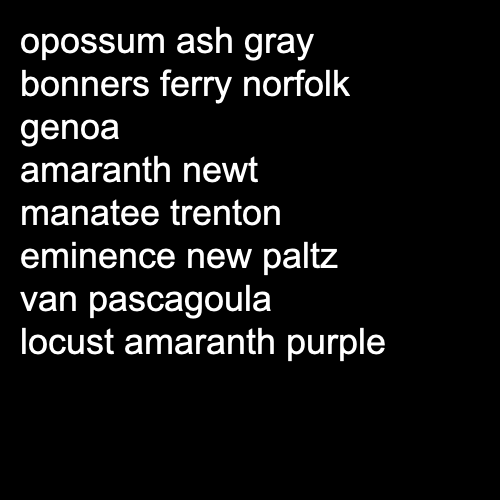 opossum ash gray
bonners ferry norfolk
genoa
amaranth newt
manatee trenton
eminence new paltz
van pascagoula
locust amaranth purple